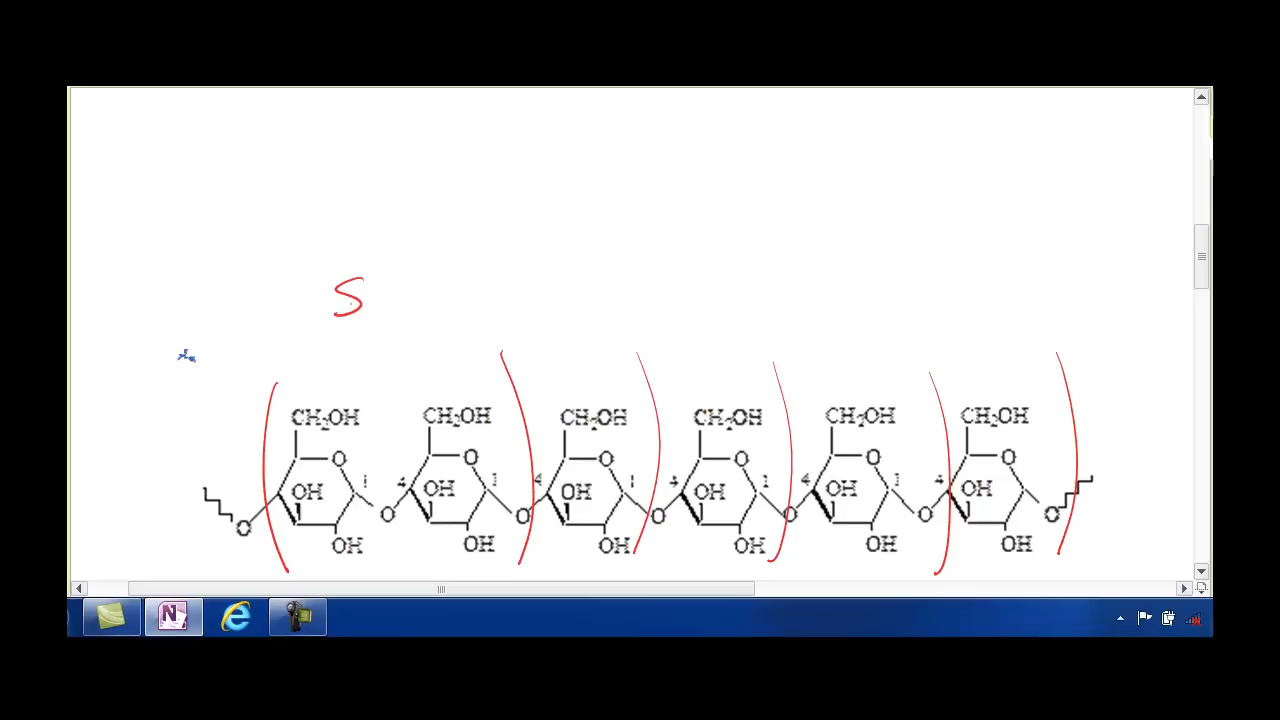 S
CH₂OH CH₂OH CH₂OH CH₂OH CH₂OH CH₂OH
O O O O O O
1 4 1 4 1 4 1 4 1 4
OH OH OH OH OH OH
O O O O O O O
OH OH OH OH OH OH
N e